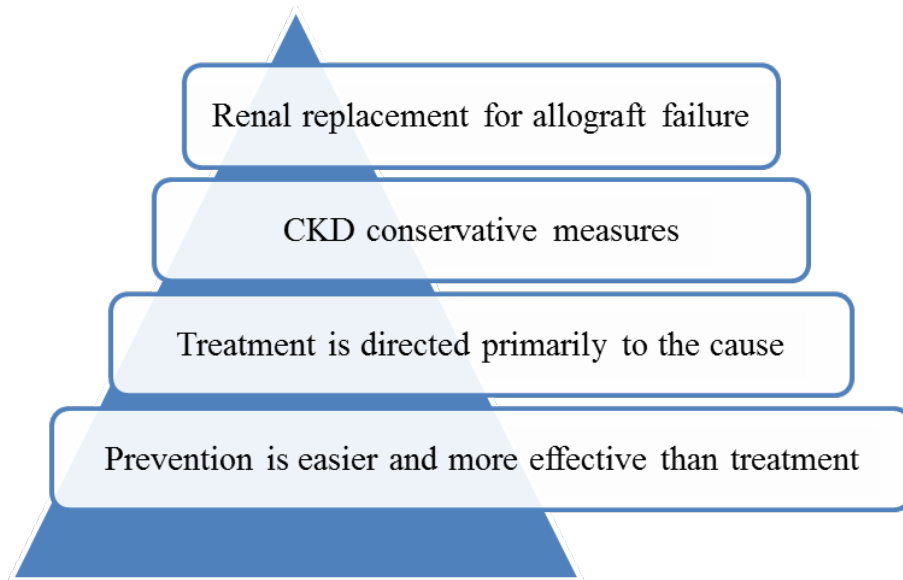 Renal replacement for allograft failure
CKD conservative measures
Treatment is directed primarily to the cause
Prevention is easier and more effective than treatment